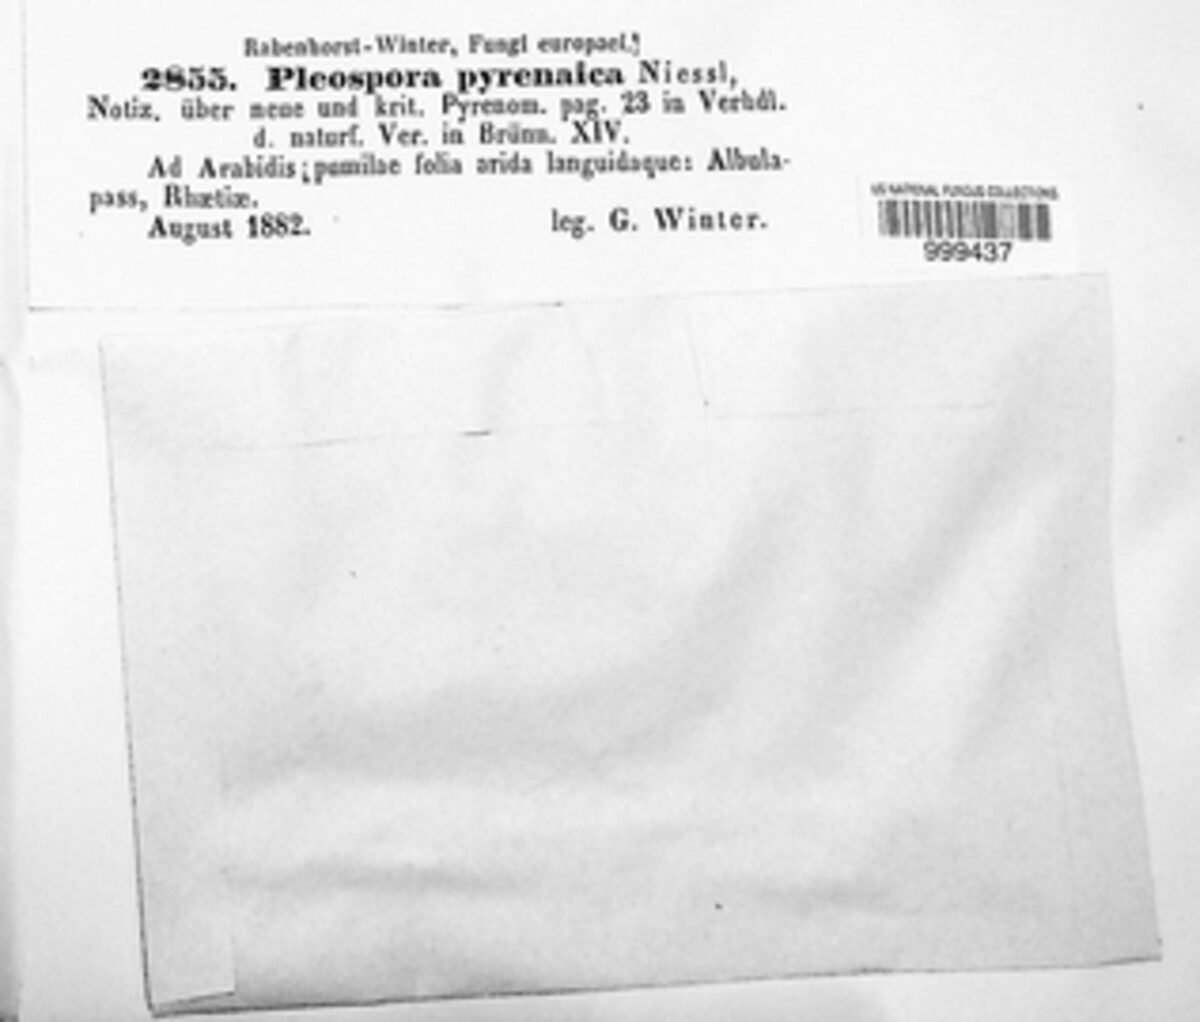 Rabenhorst-Winter, Fungi europaei.
2855. Pleospora pyrenaica Niessl,
Notiz. über neue und krit. Pyrenom. pag. 23 in Verhdl.
d. naturf. Ver. in Brünn. XIV.
Ad Arabidis pumilae folia arida languidaque: Albula-
pass, Rhætiæ.
August 1882. leg. G. Winter.
US NATIONAL FUNGUS COLLECTIONS
999437